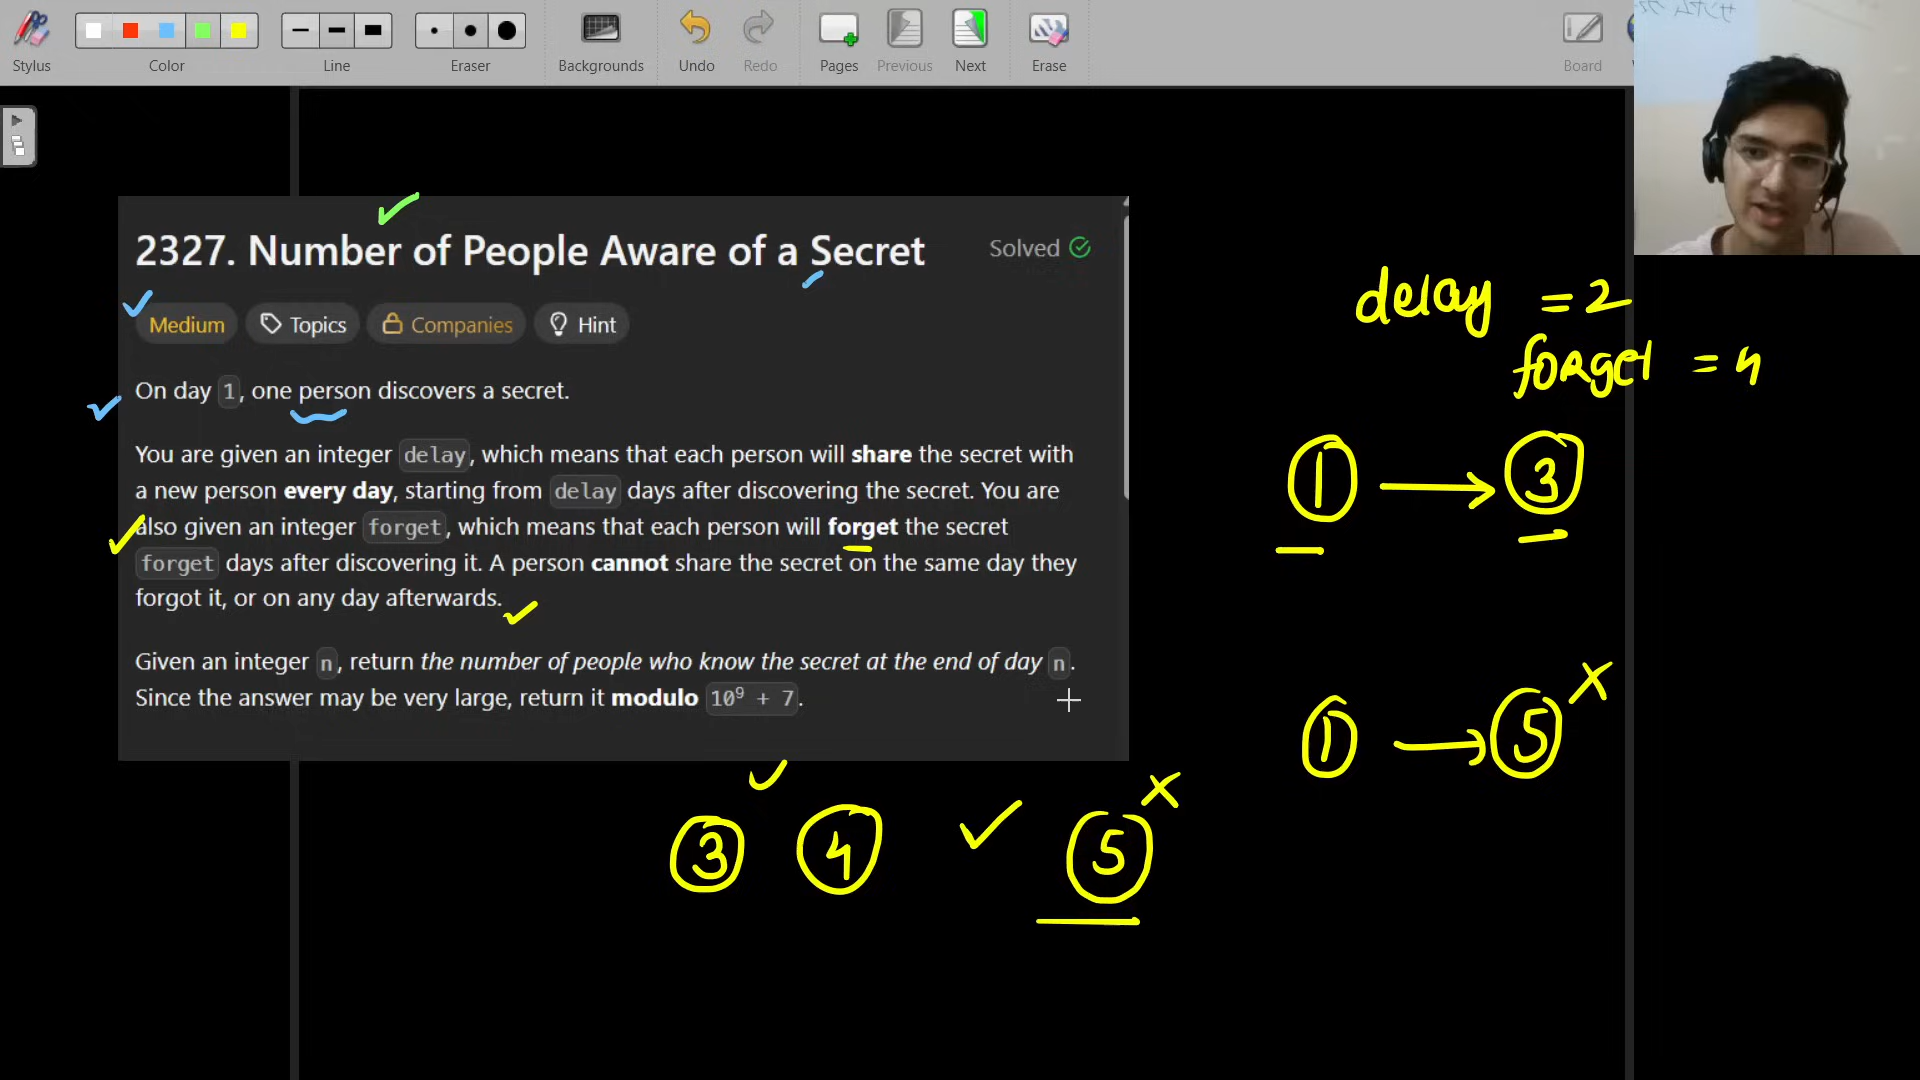 Stylus
Color
Line
Eraser
Backgrounds
Undo
Redo
Pages
Previous
Next
Erase
Board
2327. Number of People Aware of a Secret
Solved
Medium
Topics
Companies
Hint
On day 1, one person discovers a secret.
You are given an integer delay, which means that each person will share the secret with
a new person every day, starting from delay days after discovering the secret. You are
also given an integer forget, which means that each person will forget the secret
forget days after discovering it. A person cannot share the secret on the same day they
forgot it, or on any day afterwards.
Given an integer n, return the number of people who know the secret at the end of day n.
Since the answer may be very large, return it modulo 10⁹ + 7.
delay = 2
forget = 4
1 → 3
1 → 5 x
3 4 5 x